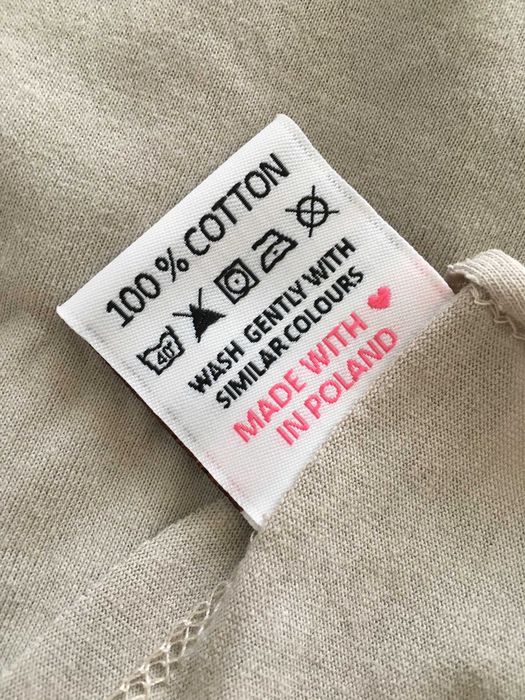 100 % COTTON
40°
WASH GENTLY WITH
SIMILAR COLOURS
MADE WITH
IN POLAND